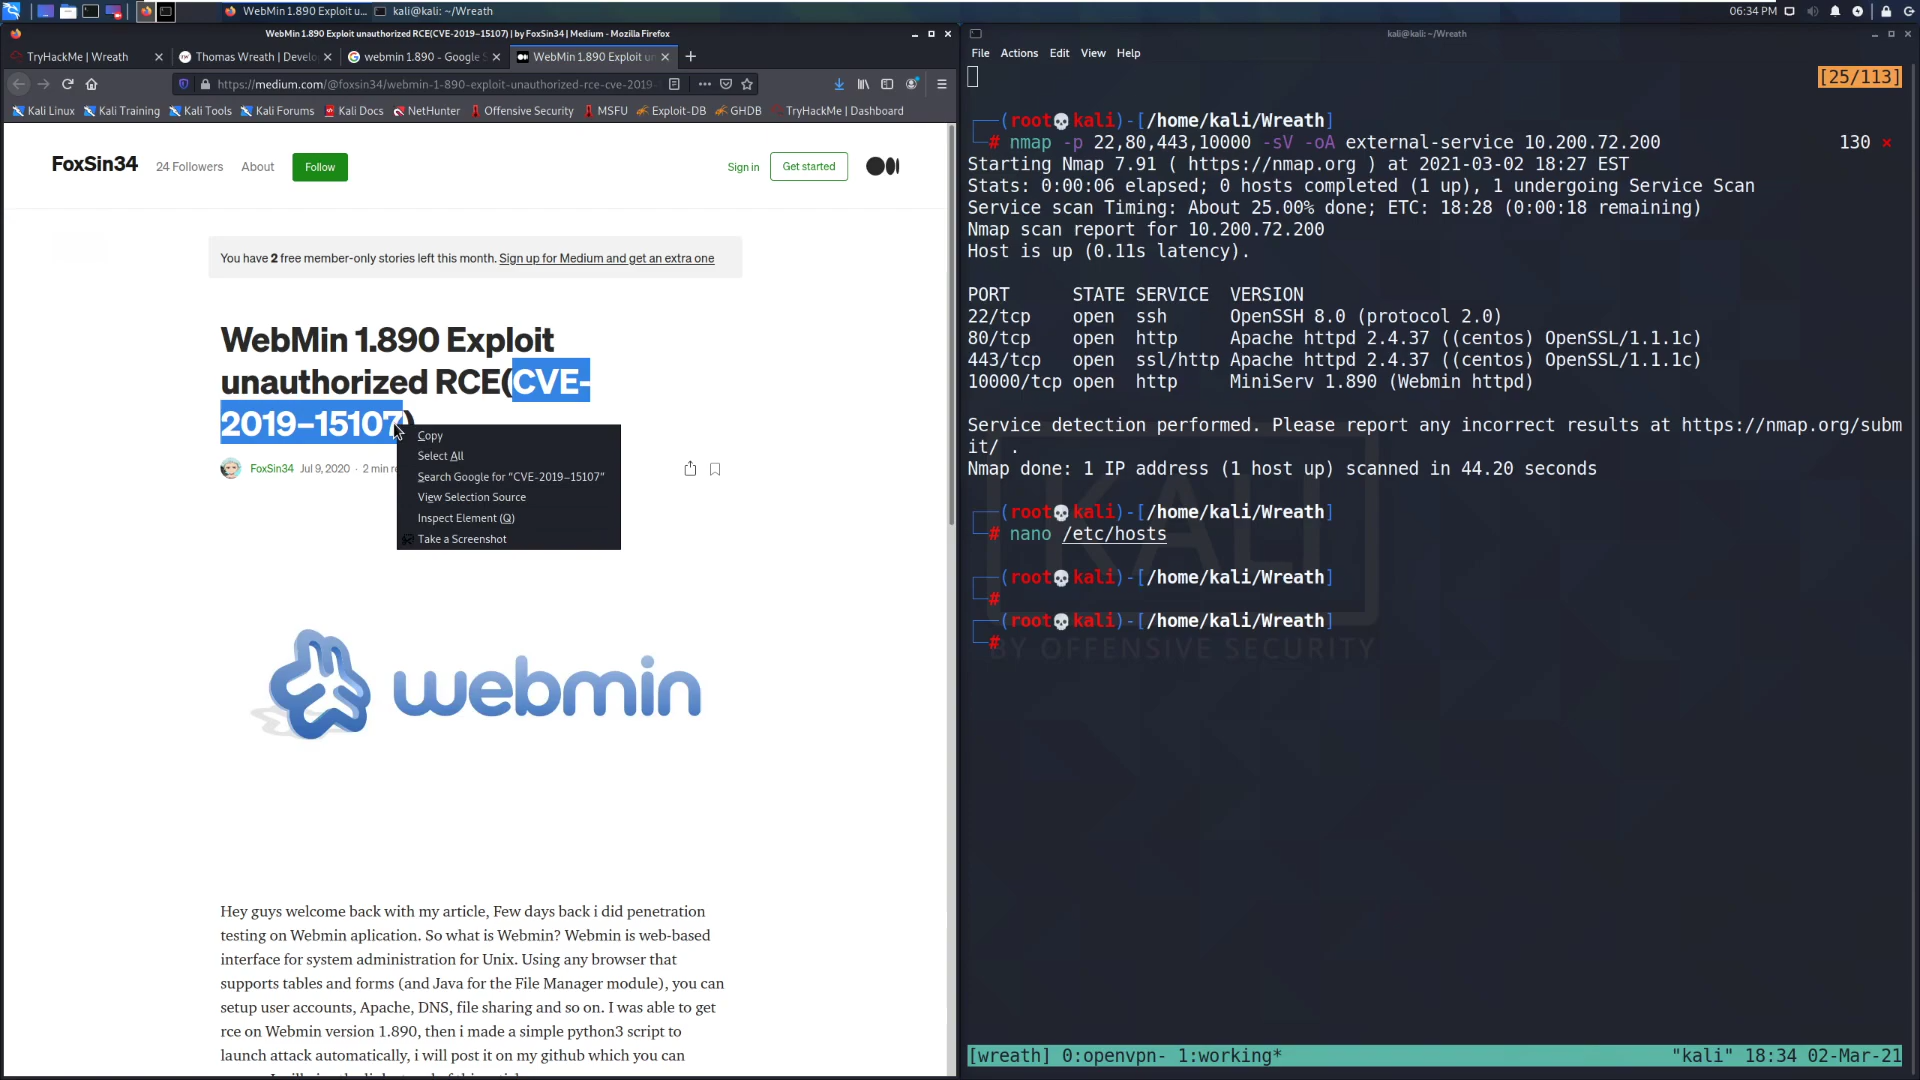 WebMin 1.890 Exploit u...
kali@kali: ~/Wreath
06:34 PM
WebMin 1.890 Exploit unauthorized RCE(CVE-2019–15107) | by FoxSin34 | Medium - Mozilla Firefox
TryHackMe | Wreath
Thomas Wreath | Develo
webmin 1.890 - Google S
WebMin 1.890 Exploit un
https://medium.com/@foxsin34/webmin-1-890-exploit-unauthorized-rce-cve-2019-
Kali Linux
Kali Training
Kali Tools
Kali Forums
Kali Docs
NetHunter
Offensive Security
MSFU
Exploit-DB
GHDB
TryHackMe | Dashboard
FoxSin34
24 Followers
About
Follow
Sign in
Get started
You have 2 free member-only stories left this month. Sign up for Medium and get an extra one
WebMin 1.890 Exploit
unauthorized RCE(CVE-
2019–15107)
FoxSin34 Jul 9, 2020 · 2 min re
Copy
Select All
Search Google for “CVE-2019–15107”
View Selection Source
Inspect Element (Q)
Take a Screenshot
webmin
Hey guys welcome back with my article, Few days back i did penetration
testing on Webmin aplication. So what is Webmin? Webmin is web-based
interface for system administration for Unix. Using any browser that
supports tables and forms (and Java for the File Manager module), you can
setup user accounts, Apache, DNS, file sharing and so on. I was able to get
rce on Webmin version 1.890, then i made a simple python3 script to
launch attack automatically, i will post it on my github which you can
kali@kali: ~/Wreath
File Actions Edit View Help
[25/113]
(root💀kali)-[/home/kali/Wreath]
# nmap -p 22,80,443,10000 -sV -oA external-service 10.200.72.200 130 ⨯
Starting Nmap 7.91 ( https://nmap.org ) at 2021-03-02 18:27 EST
Stats: 0:00:06 elapsed; 0 hosts completed (1 up), 1 undergoing Service Scan
Service scan Timing: About 25.00% done; ETC: 18:28 (0:00:18 remaining)
Nmap scan report for 10.200.72.200
Host is up (0.11s latency).
PORT STATE SERVICE VERSION
22/tcp open ssh OpenSSH 8.0 (protocol 2.0)
80/tcp open http Apache httpd 2.4.37 ((centos) OpenSSL/1.1.1c)
443/tcp open ssl/http Apache httpd 2.4.37 ((centos) OpenSSL/1.1.1c)
10000/tcp open http MiniServ 1.890 (Webmin httpd)
Service detection performed. Please report any incorrect results at https://nmap.org/subm
it/ .
Nmap done: 1 IP address (1 host up) scanned in 44.20 seconds
(root💀kali)-[/home/kali/Wreath]
# nano /etc/hosts
(root💀kali)-[/home/kali/Wreath]
#
(root💀kali)-[/home/kali/Wreath]
#
KALI
BY OFFENSIVE SECURITY
[wreath] 0:openvpn- 1:working* "kali" 18:34 02-Mar-21